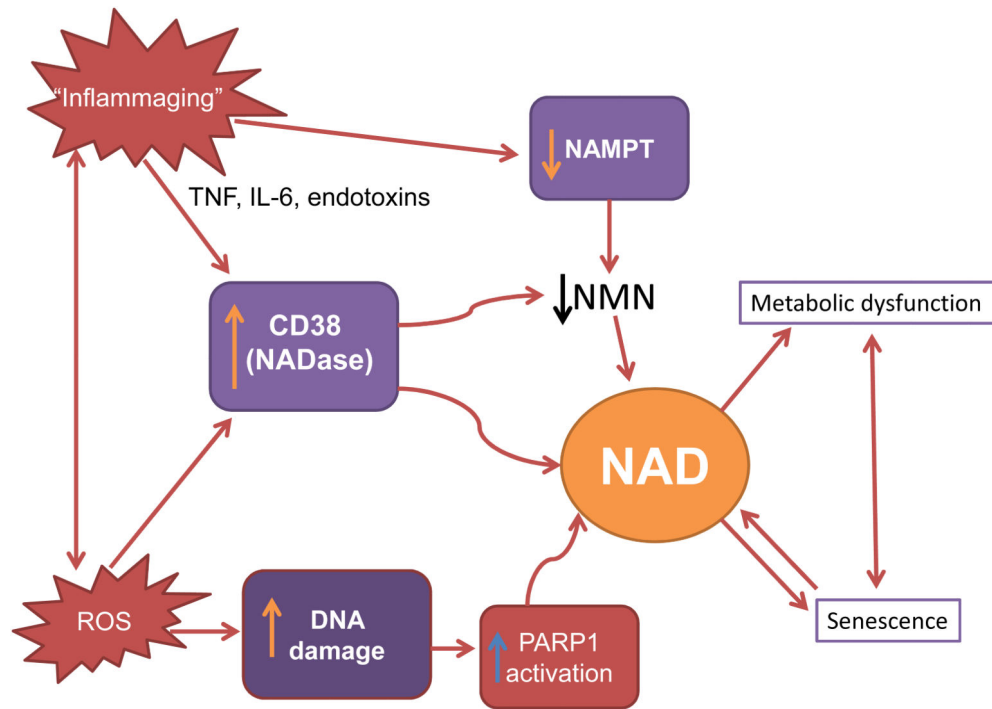 “Inflammaging”
NAMPT
TNF, IL-6, endotoxins
NMN
CD38
(NADase)
Metabolic dysfunction
NAD
ROS
DNA
damage
PARP1
activation
Senescence